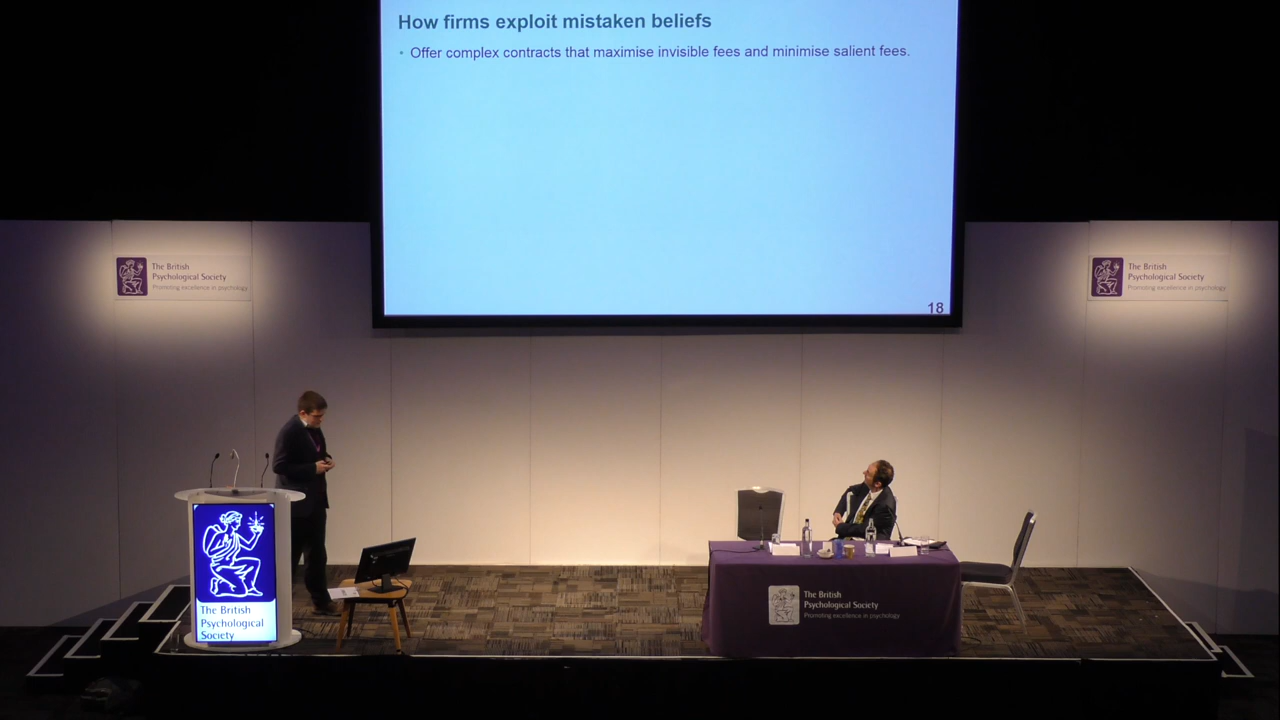 How firms exploit mistaken beliefs
• Offer complex contracts that maximise invisible fees and minimise salient fees.
18
The British
Psychological Society
Promoting excellence in psychology
The British
Psychological Society
Promoting excellence in psychology
The British
Psychological
Society
The British
Psychological Society
Promoting excellence in psychology